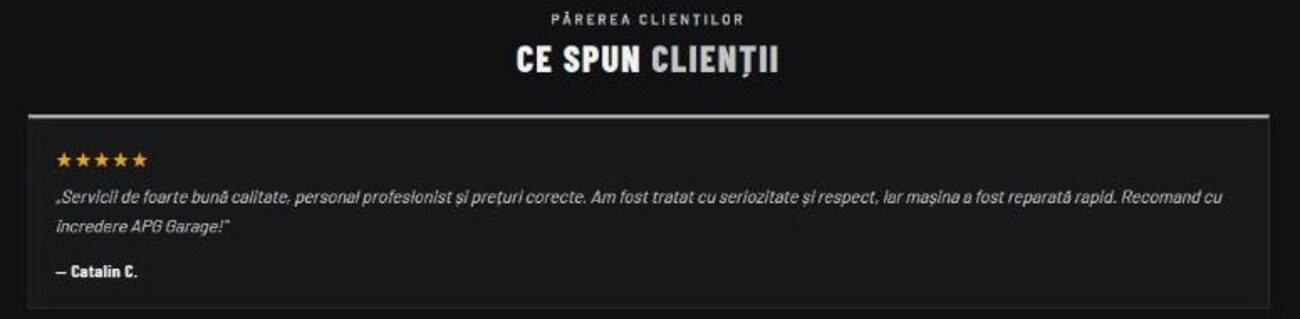 PĂREREA CLIENȚILOR
CE SPUN CLIENȚII
★★★★★
„Servicii de foarte bună calitate, personal profesionist și prețuri corecte. Am fost tratat cu seriozitate și respect, iar mașina a fost reparată rapid. Recomand cu
încredere APG Garage!”
— Catalin C.